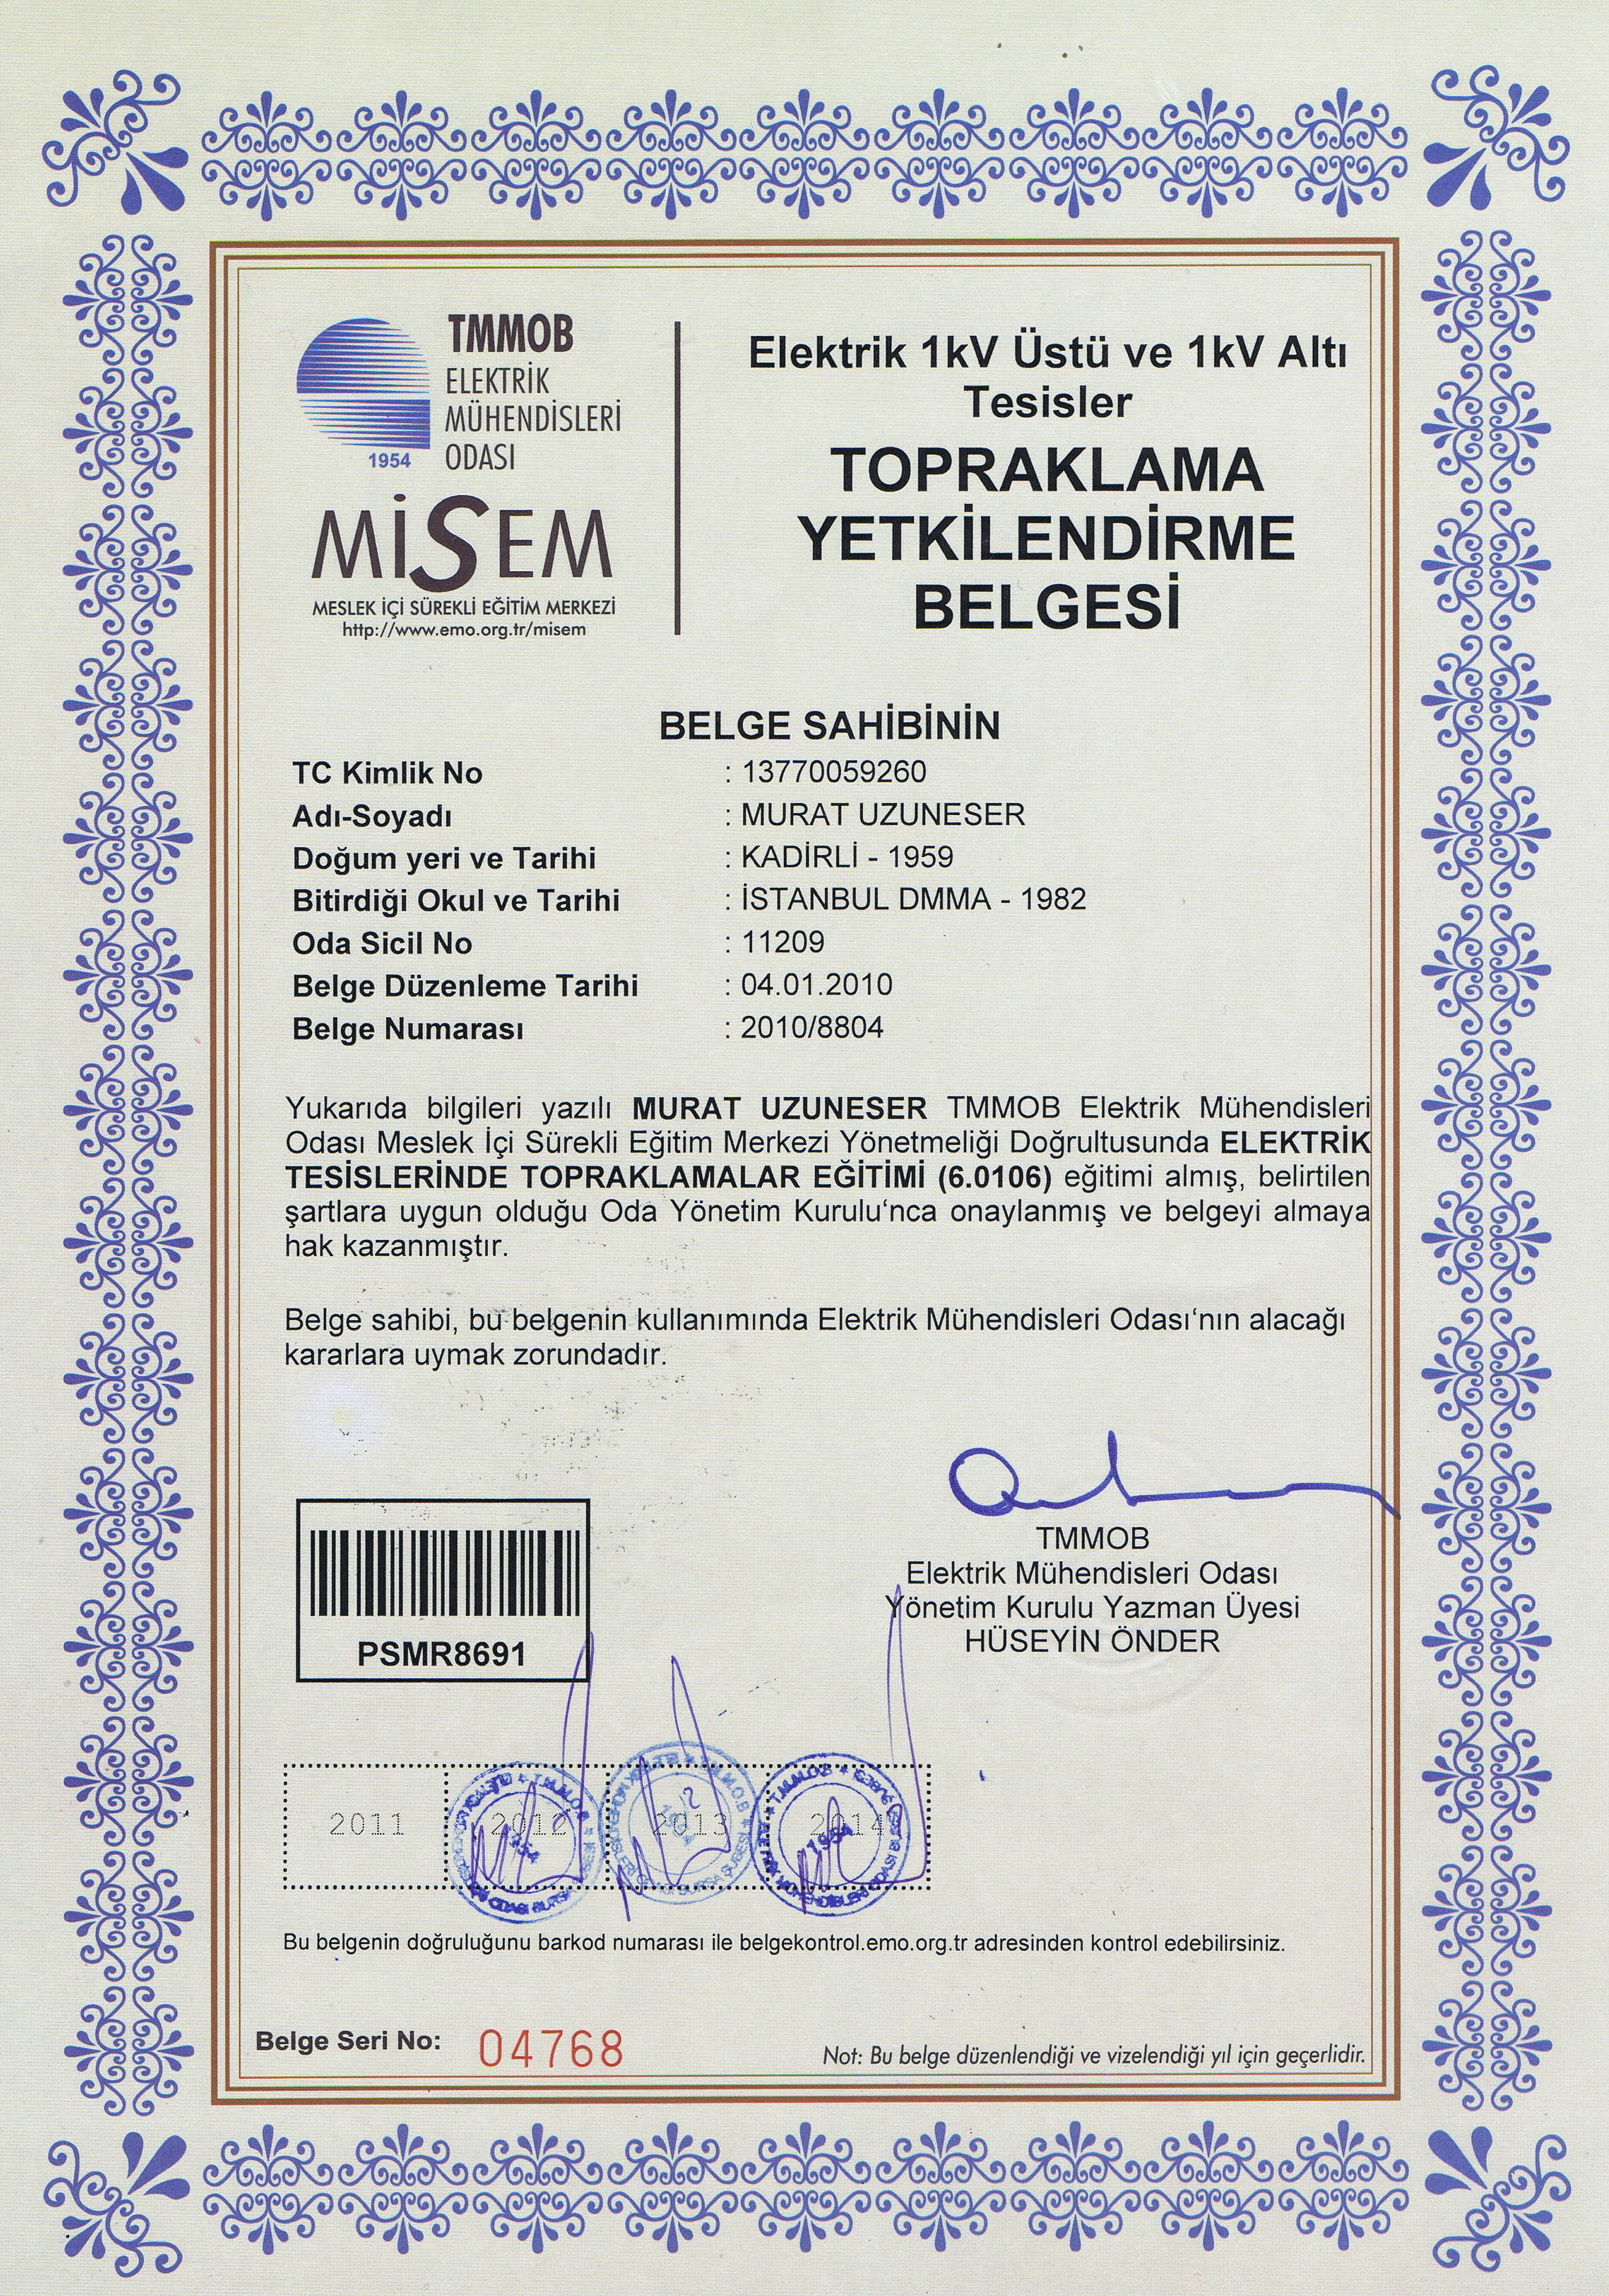 TMMOB
ELEKTRİK
MÜHENDİSLERİ
ODASI
1954
MİSEM
MESLEK İÇİ SÜREKLİ EĞİTİM MERKEZİ
http://www.emo.org.tr/misem
Elektrik 1kV Üstü ve 1kV Altı
Tesisler
TOPRAKLAMA
YETKİLENDİRME
BELGESİ
BELGE SAHİBİNİN
TC Kimlik No : 13770059260
Adı-Soyadı : MURAT UZUNESER
Doğum yeri ve Tarihi : KADİRLİ - 1959
Bitirdiği Okul ve Tarihi : İSTANBUL DMMA - 1982
Oda Sicil No : 11209
Belge Düzenleme Tarihi : 04.01.2010
Belge Numarası : 2010/8804
Yukarıda bilgileri yazılı MURAT UZUNESER TMMOB Elektrik Mühendisleri
Odası Meslek İçi Sürekli Eğitim Merkezi Yönetmeliği Doğrultusunda ELEKTRİK
TESİSLERİNDE TOPRAKLAMALAR EĞİTİMİ (6.0106) eğitimi almış, belirtilen
şartlara uygun olduğu Oda Yönetim Kurulu'nca onaylanmış ve belgeyi almaya
hak kazanmıştır.
Belge sahibi, bu belgenin kullanımında Elektrik Mühendisleri Odası'nın alacağı
kararlara uymak zorundadır.
TMMOB
Elektrik Mühendisleri Odası
Yönetim Kurulu Yazman Üyesi
HÜSEYİN ÖNDER
PSMR8691
2011 2012 2013 2014
Bu belgenin doğruluğunu barkod numarası ile belgekontrol.emo.org.tr adresinden kontrol edebilirsiniz.
Belge Seri No: 04768
Not: Bu belge düzenlendiği ve vizelendiği yıl için geçerlidir.